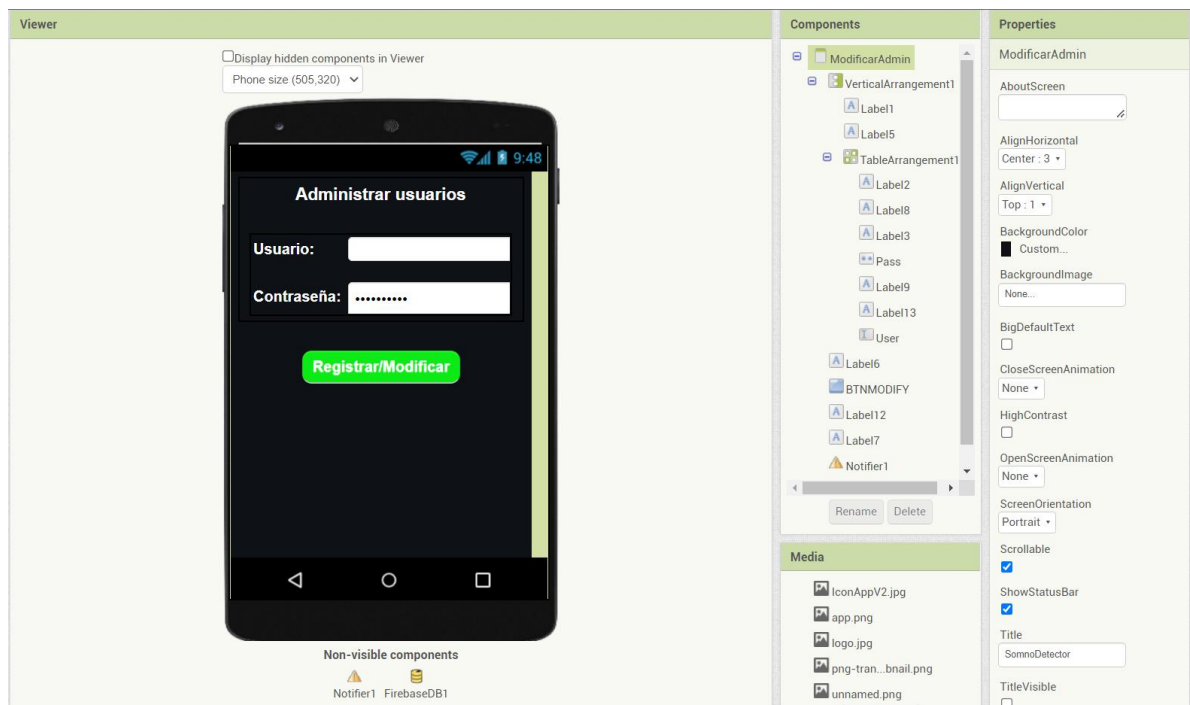 Viewer
Display hidden components in Viewer
Phone size (505,320)
9:48
Administrar usuarios
Usuario:
Contraseña:
Registrar/Modificar
Non-visible components
Notifier1 FirebaseDB1
Components
ModificarAdmin
VerticalArrangement1
Label1
Label5
TableArrangement1
Label2
Label8
Label3
Pass
Label9
Label13
User
Label6
BTNMODIFY
Label12
Label7
Notifier1
Rename Delete
Media
IconAppV2.jpg
app.png
logo.jpg
png-tran...bnail.png
unnamed.png
Properties
ModificarAdmin
AboutScreen
AlignHorizontal
Center : 3
AlignVertical
Top : 1
BackgroundColor
Custom...
BackgroundImage
None...
BigDefaultText
CloseScreenAnimation
None
HighContrast
OpenScreenAnimation
None
ScreenOrientation
Portrait
Scrollable
ShowStatusBar
Title
SomnoDetector
TitleVisible